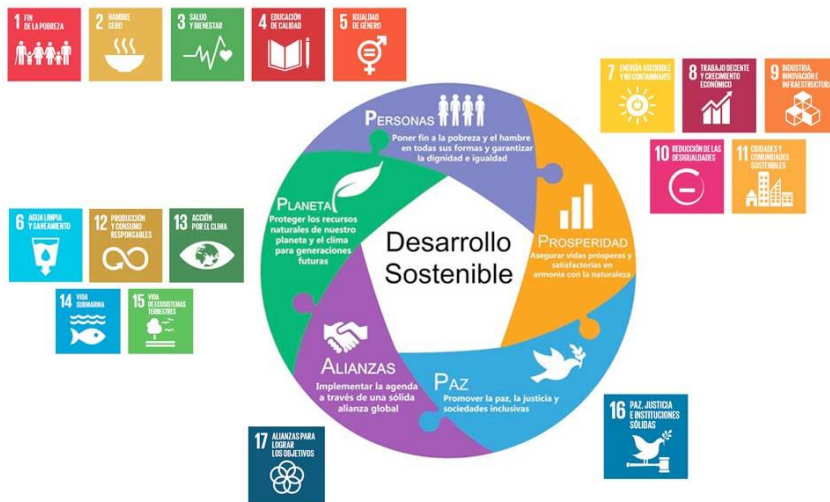 1 FIN
DE LA POBREZA
2 HAMBRE
CERO
3 SALUD
Y BIENESTAR
4 EDUCACIÓN
DE CALIDAD
5 IGUALDAD
DE GÉNERO
7 ENERGÍA ASEQUIBLE
Y NO CONTAMINANTE
8 TRABAJO DECENTE
Y CRECIMIENTO
ECONÓMICO
9 INDUSTRIA,
INNOVACIÓN E
INFRAESTRUCTURA
10 REDUCCIÓN DE LAS
DESIGUALDADES
11 CIUDADES Y
COMUNIDADES
SOSTENIBLES
PERSONAS
Poner fin a la pobreza y el hambre
en todas sus formas y garantizar
la dignidad e igualdad
PLANETA
Proteger los recursos
naturales de nuestro
planeta y el clima
para generaciones
futuras
Desarrollo
Sostenible
PROSPERIDAD
Asegurar vidas prósperas y
satisfactorias en
armonía con la naturaleza
6 AGUA LIMPIA
Y SANEAMIENTO
12 PRODUCCIÓN
Y CONSUMO
RESPONSABLES
13 ACCIÓN
POR EL CLIMA
14 VIDA
SUBMARINA
15 VIDA
DE ECOSISTEMAS
TERRESTRES
ALIANZAS
Implementar la agenda
a través de una sólida
alianza global
PAZ
Promover la paz, la justicia y
sociedades inclusivas
17 ALIANZAS PARA
LOGRAR
LOS OBJETIVOS
16 PAZ, JUSTICIA
E INSTITUCIONES
SÓLIDAS